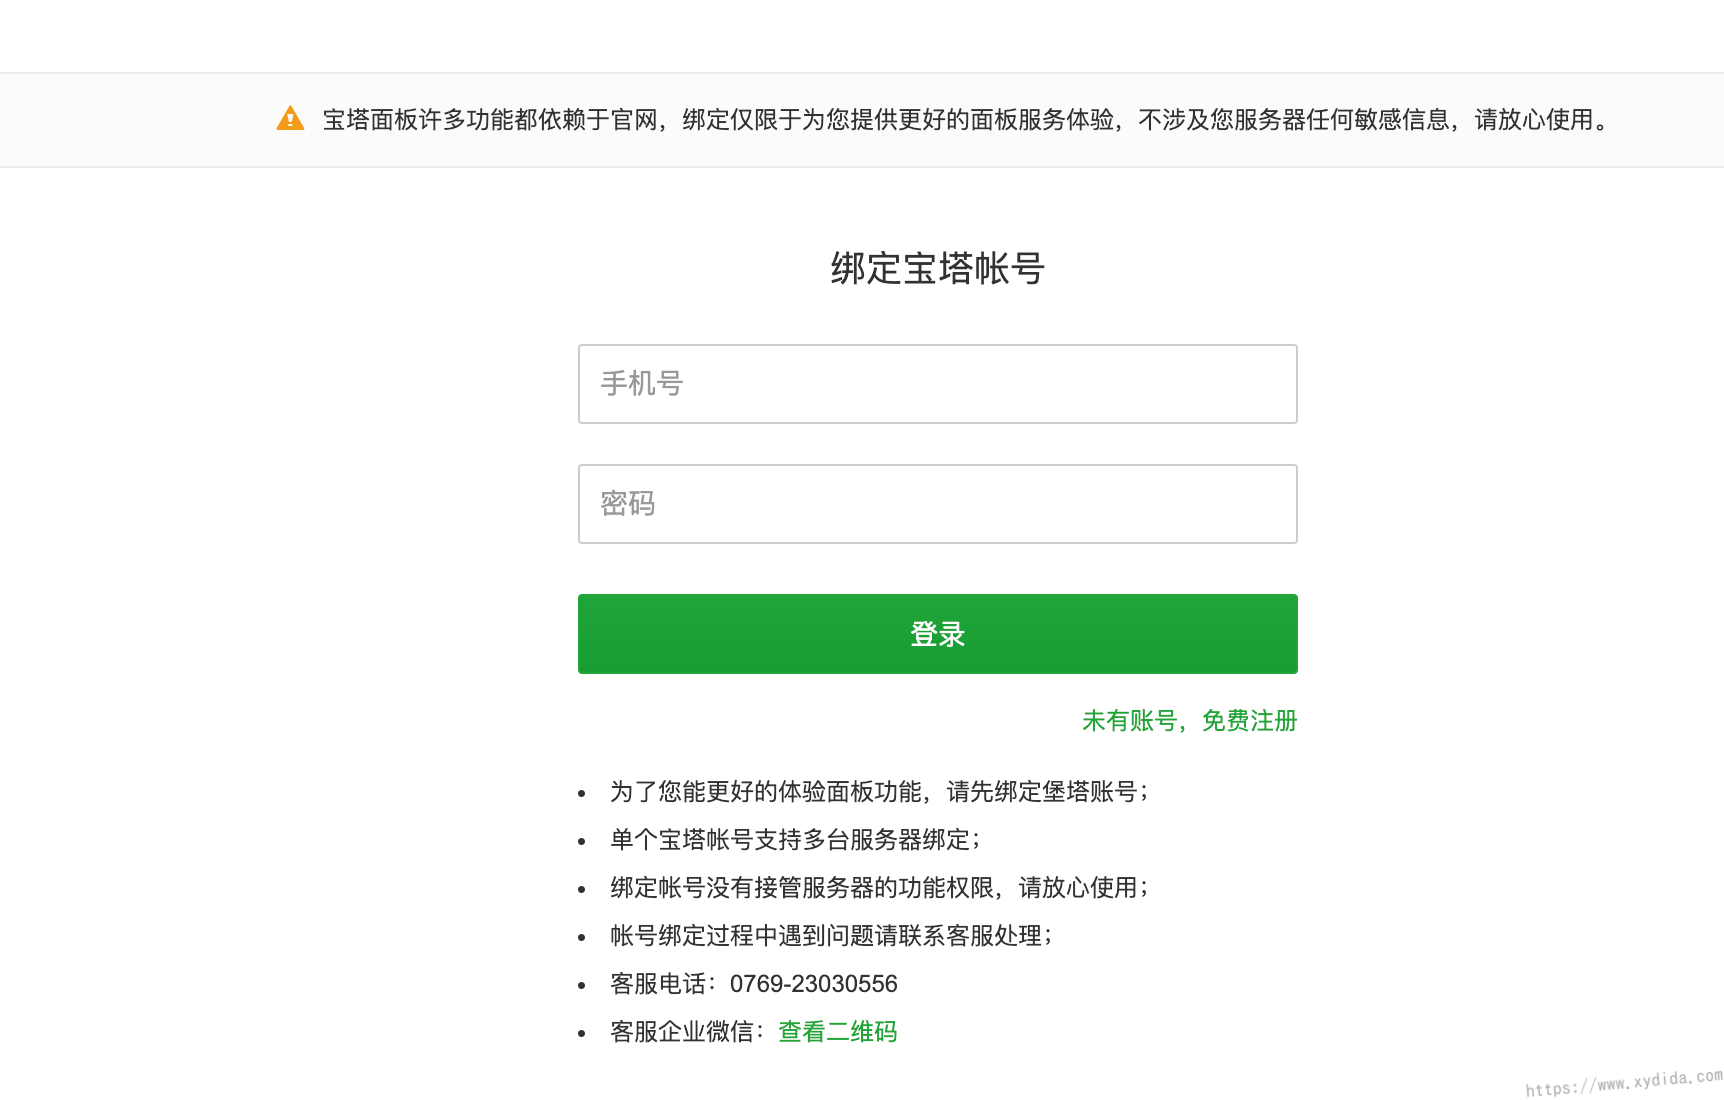 宝塔面板许多功能都依赖于官网，绑定仅限于为您提供更好的面板服务体验，不涉及您服务器任何敏感信息，请放心使用。
绑定宝塔帐号
手机号
密码
登录
未有账号，免费注册
为了您能更好的体验面板功能，请先绑定堡塔账号；
单个宝塔帐号支持多台服务器绑定；
绑定帐号没有接管服务器的功能权限，请放心使用；
帐号绑定过程中遇到问题请联系客服处理；
客服电话：0769-23030556
客服企业微信：查看二维码
https://www.xydida.com